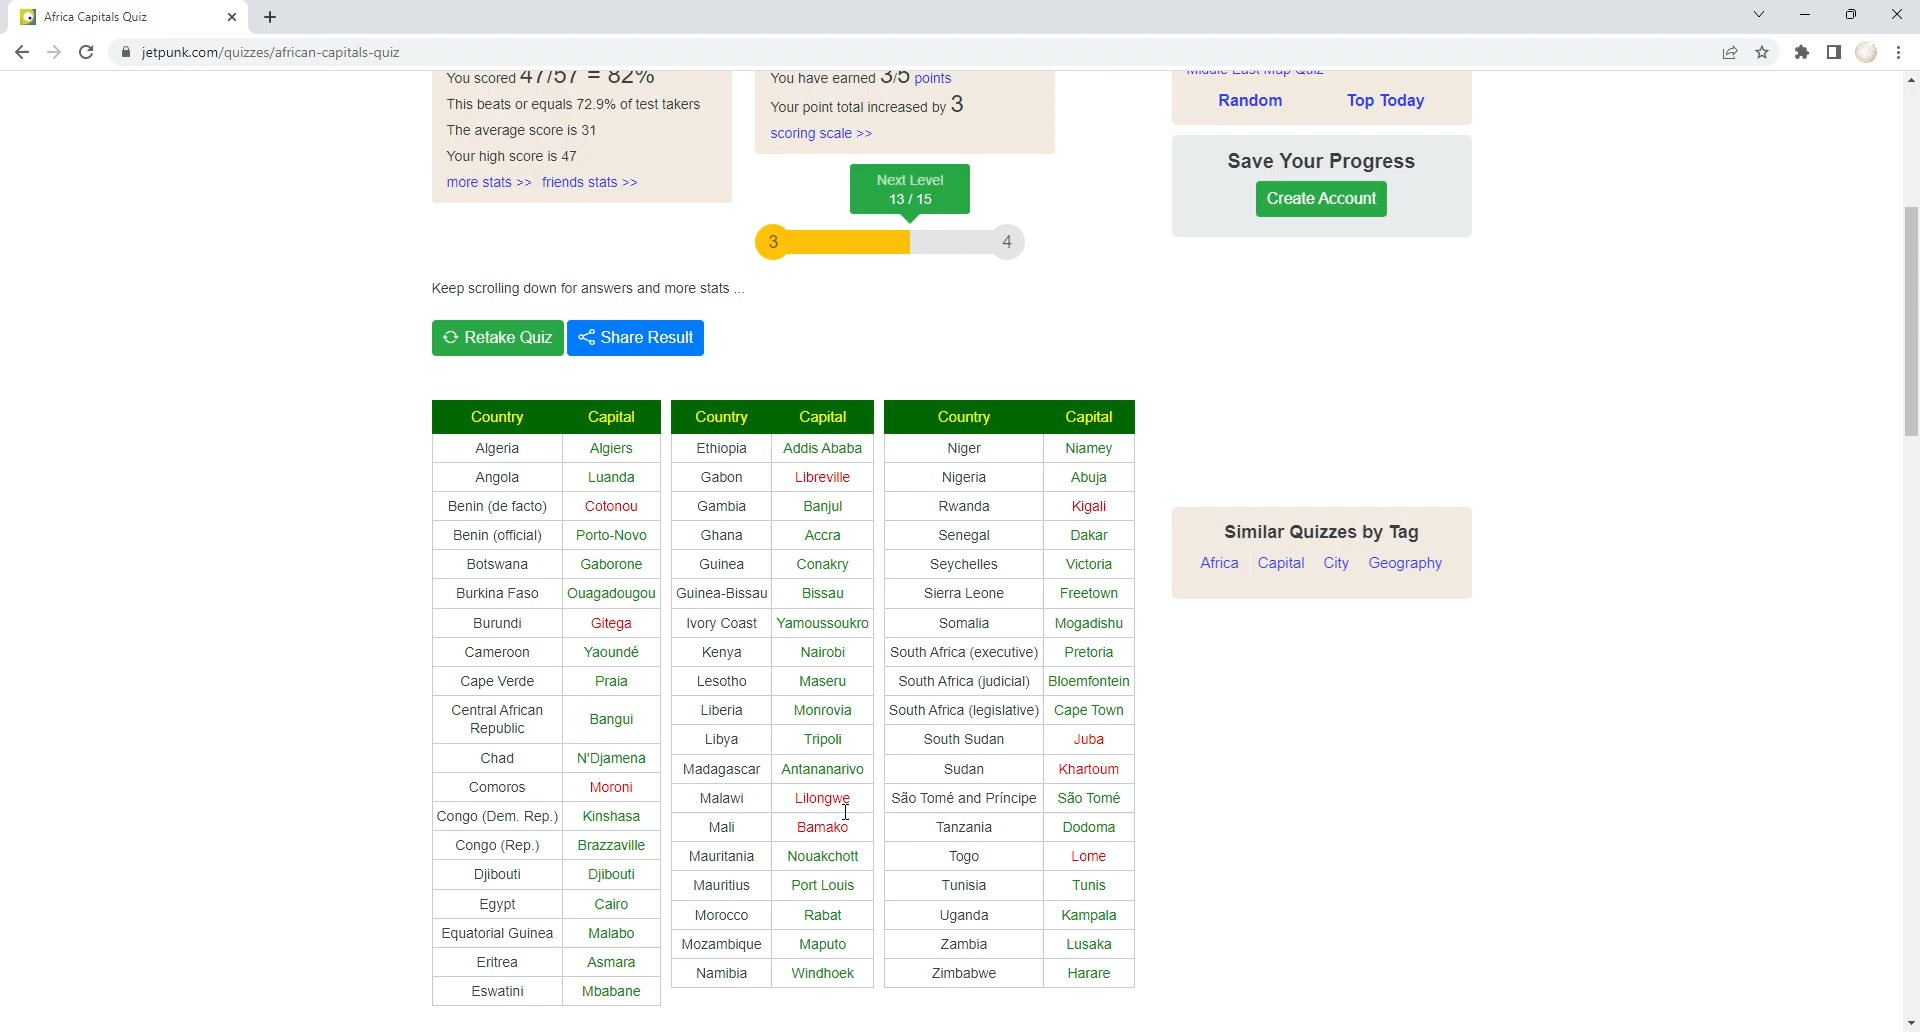 Africa Capitals Quiz
jetpunk.com/quizzes/african-capitals-quiz
You scored 47/57 = 82%
This beats or equals 72.9% of test takers
The average score is 31
Your high score is 47
more stats >> friends stats >>
You have earned 3/5 points
Your point total increased by 3
scoring scale >>
Next Level
13 / 15
3 4
Middle East Map Quiz
Random Top Today
Save Your Progress
Create Account
Keep scrolling down for answers and more stats ...
Retake Quiz Share Result
Country Capital
Algeria Algiers
Angola Luanda
Benin (de facto) Cotonou
Benin (official) Porto-Novo
Botswana Gaborone
Burkina Faso Ouagadougou
Burundi Gitega
Cameroon Yaoundé
Cape Verde Praia
Central African
Republic Bangui
Chad N'Djamena
Comoros Moroni
Congo (Dem. Rep.) Kinshasa
Congo (Rep.) Brazzaville
Djibouti Djibouti
Egypt Cairo
Equatorial Guinea Malabo
Eritrea Asmara
Eswatini Mbabane
Country Capital
Ethiopia Addis Ababa
Gabon Libreville
Gambia Banjul
Ghana Accra
Guinea Conakry
Guinea-Bissau Bissau
Ivory Coast Yamoussoukro
Kenya Nairobi
Lesotho Maseru
Liberia Monrovia
Libya Tripoli
Madagascar Antananarivo
Malawi Lilongwe
Mali Bamako
Mauritania Nouakchott
Mauritius Port Louis
Morocco Rabat
Mozambique Maputo
Namibia Windhoek
Country Capital
Niger Niamey
Nigeria Abuja
Rwanda Kigali
Senegal Dakar
Seychelles Victoria
Sierra Leone Freetown
Somalia Mogadishu
South Africa (executive) Pretoria
South Africa (judicial) Bloemfontein
South Africa (legislative) Cape Town
South Sudan Juba
Sudan Khartoum
São Tomé and Príncipe São Tomé
Tanzania Dodoma
Togo Lome
Tunisia Tunis
Uganda Kampala
Zambia Lusaka
Zimbabwe Harare
Similar Quizzes by Tag
Africa Capital City Geography